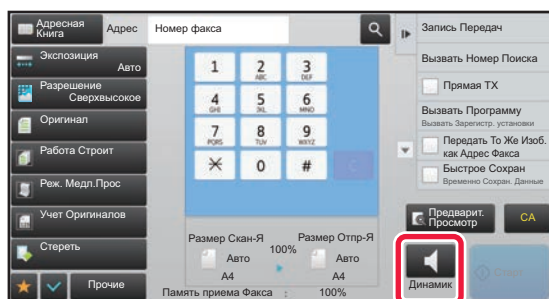 Адресная Книга
Адрес
Номер факса
Экспозиция
Авто
Разрешение
Сверхвысокое
Оригинал
Работа Строит
Реж. Медл.Прос
Учет Оригиналов
Стереть
Прочие
1
2
ABC
3
DEF
4
GHI
5
JKL
6
MNO
7
PQRS
8
TUV
9
WXYZ
0
#
C
Размер Скан-Я
100%
Размер Отпр-Я
Авто
A4
Авто
A4
Память приема Факса : 100%
Запись Передач
Вызвать Номер Поиска
Прямая TX
Вызвать Программу
Вызвать Зарегистр. установки
Передать То Же Изоб.
как Адрес Факса
Быстрое Сохран
Временно Сохран. Данные
Предварит.
Просмотр
CA
Динамик
Старт